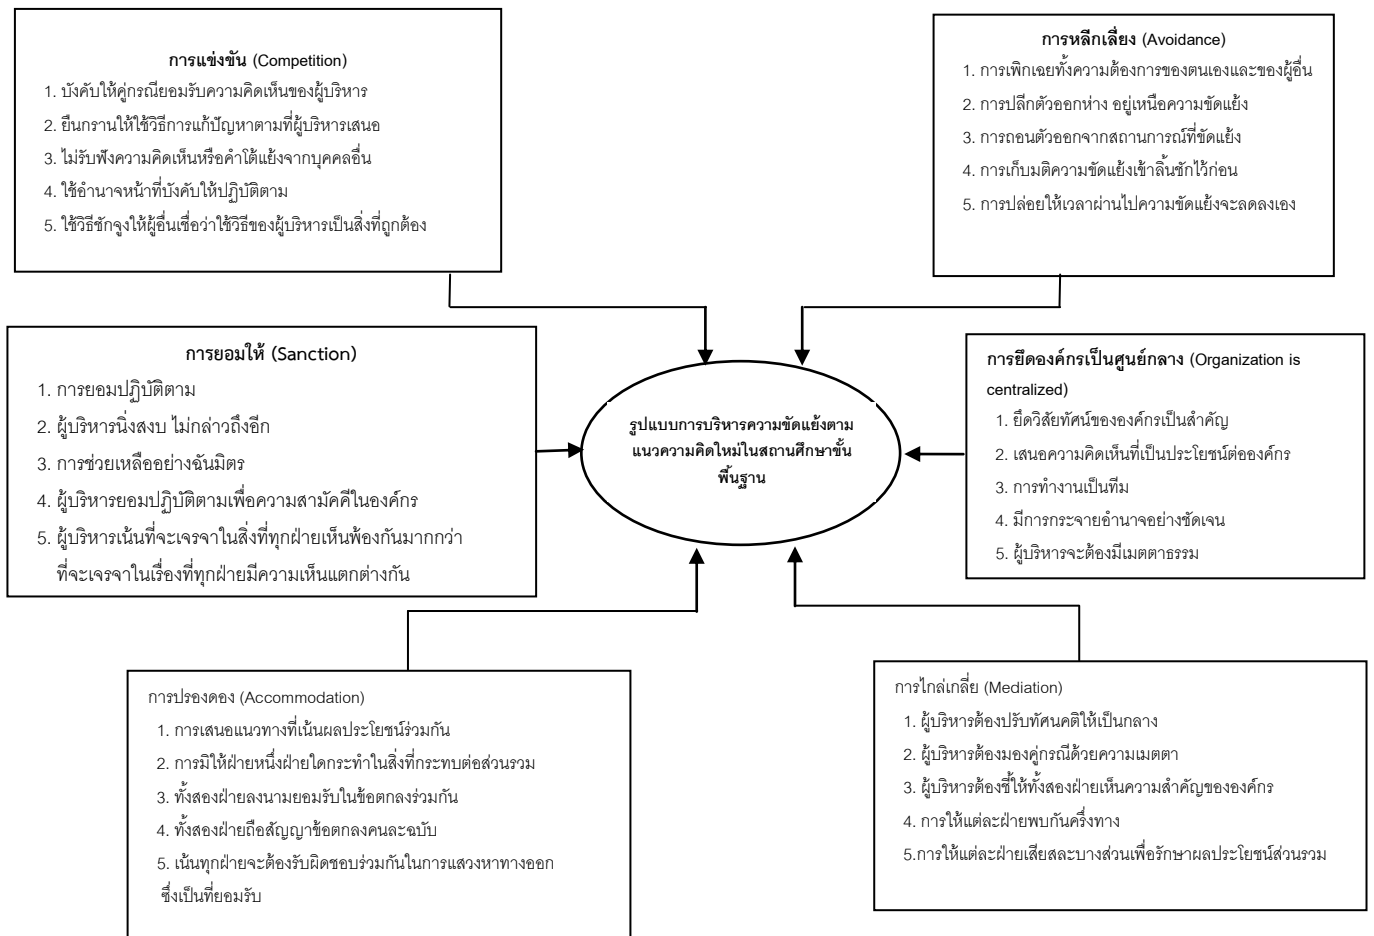 การแข่งขัน (Competition)
1. บังคับให้คู่กรณียอมรับความคิดเห็นของผู้บริหาร
2. ยืนกรานให้ใช้วิธีการแก้ปัญหาตามที่ผู้บริหารเสนอ
3. ไม่รับฟังความคิดเห็นหรือคำโต้แย้งจากบุคคลอื่น
4. ใช้อำนาจหน้าที่บังคับให้ปฏิบัติตาม
5. ใช้วิธีชักจูงให้ผู้อื่นเชื่อว่าใช้วิธีของผู้บริหารเป็นสิ่งที่ถูกต้อง
การหลีกเลี่ยง (Avoidance)
1. การเพิกเฉยทั้งความต้องการของตนเองและของผู้อื่น
2. การปลีกตัวออกห่าง อยู่เหนือความขัดแย้ง
3. การถอนตัวออกจากสถานการณ์ที่ขัดแย้ง
4. การเก็บมติความขัดแย้งเข้าลิ้นชักไว้ก่อน
5. การปล่อยให้เวลาผ่านไปความขัดแย้งจะลดลงเอง
การยอมให้ (Sanction)
1. การยอมปฏิบัติตาม
2. ผู้บริหารนิ่งสงบ ไม่กล่าวถึงอีก
3. การช่วยเหลืออย่างฉันมิตร
4. ผู้บริหารยอมปฏิบัติตามเพื่อความสามัคคีในองค์กร
5. ผู้บริหารเน้นที่จะเจรจาในสิ่งที่ทุกฝ่ายเห็นพ้องกันมากกว่า
ที่จะเจรจาในเรื่องที่ทุกฝ่ายมีความเห็นแตกต่างกัน
รูปแบบการบริหารความขัดแย้งตาม
แนวความคิดใหม่ในสถานศึกษาขั้น
พื้นฐาน
การยึดองค์กรเป็นศูนย์กลาง (Organization is
centralized)
1. ยึดวิสัยทัศน์ขององค์กรเป็นสำคัญ
2. เสนอความคิดเห็นที่เป็นประโยชน์ต่อองค์กร
3. การทำงานเป็นทีม
4. มีการกระจายอำนาจอย่างชัดเจน
5. ผู้บริหารจะต้องมีเมตตาธรรม
การปรองดอง (Accommodation)
1. การเสนอแนวทางที่เน้นผลประโยชน์ร่วมกัน
2. การมิให้ฝ่ายหนึ่งฝ่ายใดกระทำในสิ่งที่กระทบต่อส่วนรวม
3. ทั้งสองฝ่ายลงนามยอมรับในข้อตกลงร่วมกัน
4. ทั้งสองฝ่ายถือสัญญาข้อตกลงคนละฉบับ
5. เน้นทุกฝ่ายจะต้องรับผิดชอบร่วมกันในการแสวงหาทางออก
ซึ่งเป็นที่ยอมรับ
การไกล่เกลี่ย (Mediation)
1. ผู้บริหารต้องปรับทัศนคติให้เป็นกลาง
2. ผู้บริหารต้องมองคู่กรณีด้วยความเมตตา
3. ผู้บริหารต้องชี้ให้ทั้งสองฝ่ายเห็นความสำคัญขององค์กร
4. การให้แต่ละฝ่ายพบกันครึ่งทาง
5.การให้แต่ละฝ่ายเสียสละบางส่วนเพื่อรักษาผลประโยชน์ส่วนรวม